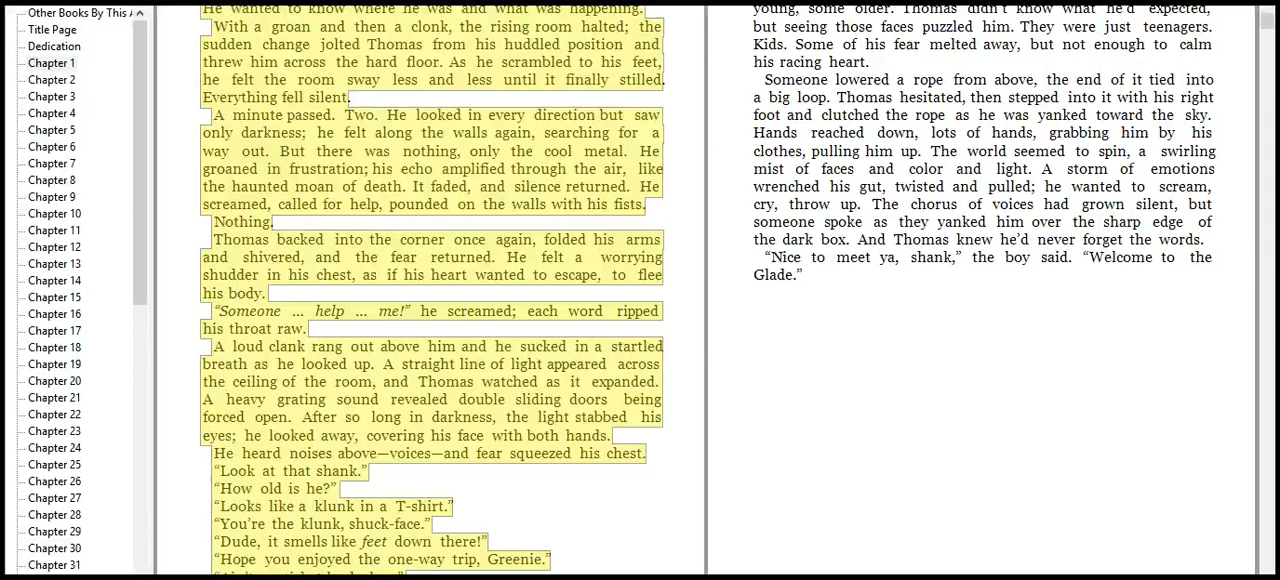 Other Books By This A
Title Page
Dedication
Chapter 1
Chapter 2
Chapter 3
Chapter 4
Chapter 5
Chapter 6
Chapter 7
Chapter 8
Chapter 9
Chapter 10
Chapter 11
Chapter 12
Chapter 13
Chapter 14
Chapter 15
Chapter 16
Chapter 17
Chapter 18
Chapter 19
Chapter 20
Chapter 21
Chapter 22
Chapter 23
Chapter 24
Chapter 25
Chapter 26
Chapter 27
Chapter 28
Chapter 29
Chapter 30
Chapter 31
He wanted to know where he was and what was happening.
With a groan and then a clonk, the rising room halted; the
sudden change jolted Thomas from his huddled position and
threw him across the hard floor. As he scrambled to his feet,
he felt the room sway less and less until it finally stilled.
Everything fell silent.
A minute passed. Two. He looked in every direction but saw
only darkness; he felt along the walls again, searching for a
way out. But there was nothing, only the cool metal. He
groaned in frustration; his echo amplified through the air, like
the haunted moan of death. It faded, and silence returned. He
screamed, called for help, pounded on the walls with his fists.
Nothing.
Thomas backed into the corner once again, folded his arms
and shivered, and the fear returned. He felt a worrying
shudder in his chest, as if his heart wanted to escape, to flee
his body.
“Someone ... help ... me!” he screamed; each word ripped
his throat raw.
A loud clank rang out above him and he sucked in a startled
breath as he looked up. A straight line of light appeared across
the ceiling of the room, and Thomas watched as it expanded.
A heavy grating sound revealed double sliding doors being
forced open. After so long in darkness, the light stabbed his
eyes; he looked away, covering his face with both hands.
He heard noises above—voices—and fear squeezed his chest.
“Look at that shank.”
“How old is he?”
“Looks like a klunk in a T-shirt.”
“You’re the klunk, shuck-face.”
“Dude, it smells like feet down there!”
“Hope you enjoyed the one-way trip, Greenie.”
young, some older. Thomas didn’t know what he’d expected,
but seeing those faces puzzled him. They were just teenagers.
Kids. Some of his fear melted away, but not enough to calm
his racing heart.
Someone lowered a rope from above, the end of it tied into
a big loop. Thomas hesitated, then stepped into it with his right
foot and clutched the rope as he was yanked toward the sky.
Hands reached down, lots of hands, grabbing him by his
clothes, pulling him up. The world seemed to spin, a swirling
mist of faces and color and light. A storm of emotions
wrenched his gut, twisted and pulled; he wanted to scream,
cry, throw up. The chorus of voices had grown silent, but
someone spoke as they yanked him over the sharp edge of
the dark box. And Thomas knew he’d never forget the words.
“Nice to meet ya, shank,” the boy said. “Welcome to the
Glade.”